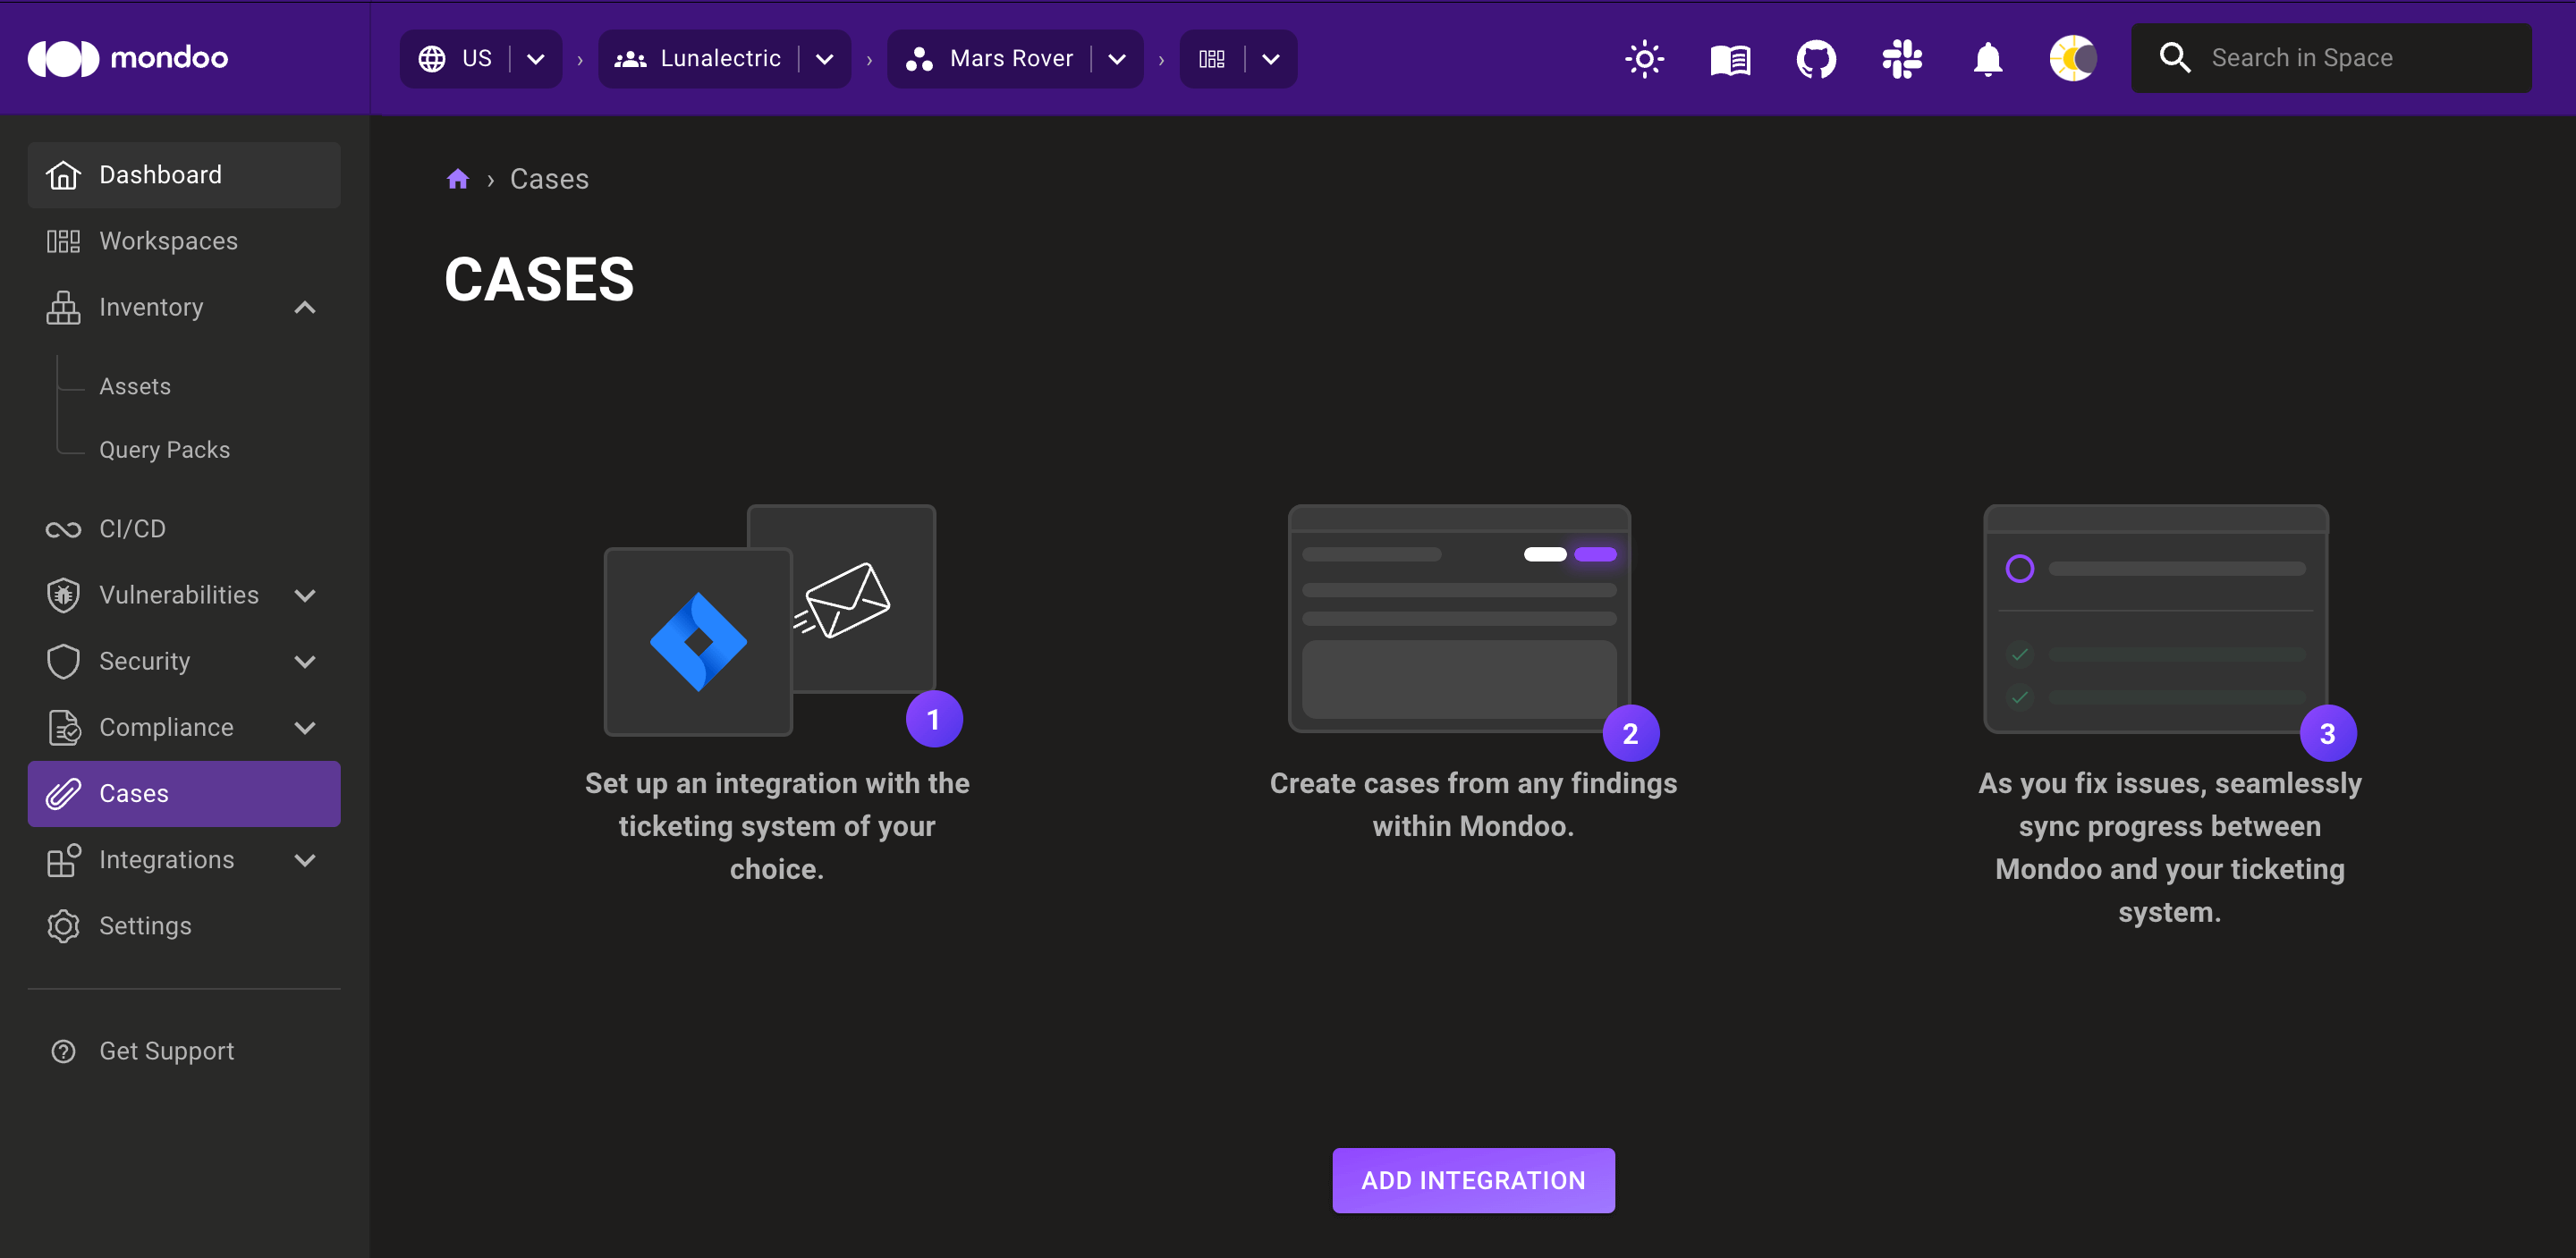 mondoo
US
Lunalectric
Mars Rover
Search in Space
Dashboard
Workspaces
Inventory
Assets
Query Packs
CI/CD
Vulnerabilities
Security
Compliance
Cases
Integrations
Settings
Get Support
› Cases
CASES
1
Set up an integration with the
ticketing system of your
choice.
2
Create cases from any findings
within Mondoo.
3
As you fix issues, seamlessly
sync progress between
Mondoo and your ticketing
system.
ADD INTEGRATION